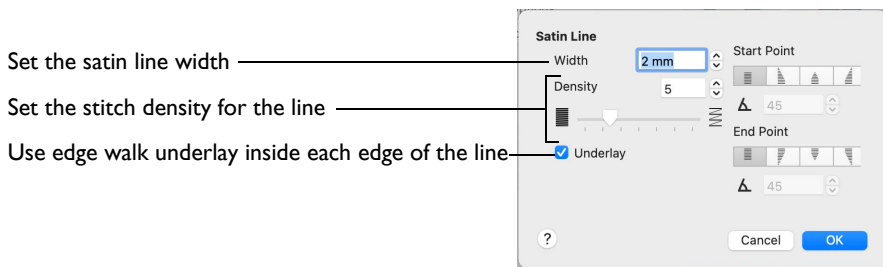 Satin Line
Set the satin line width
Width 2 mm
Start Point
Set the stitch density for the line
Density 5
45
Use edge walk underlay inside each edge of the line
Underlay
End Point
45
?
Cancel OK